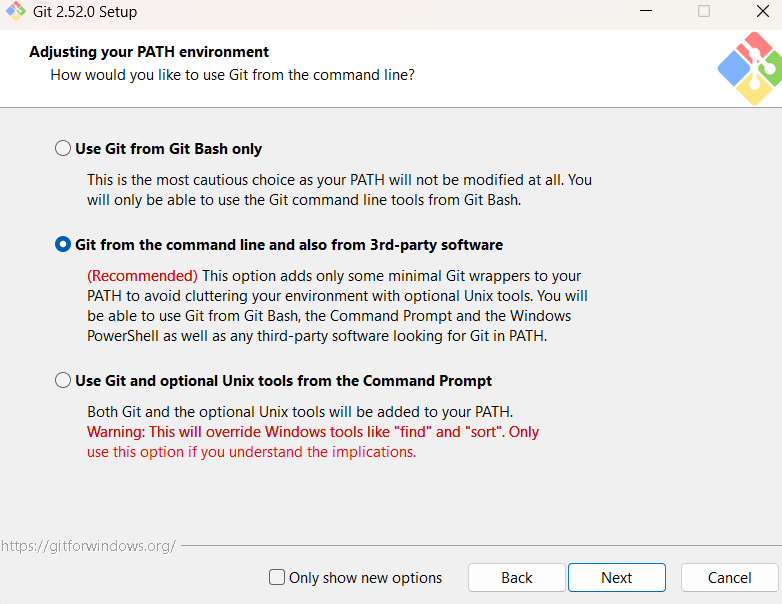 Git 2.52.0 Setup
Adjusting your PATH environment
How would you like to use Git from the command line?
Use Git from Git Bash only
This is the most cautious choice as your PATH will not be modified at all. You
will only be able to use the Git command line tools from Git Bash.
Git from the command line and also from 3rd-party software
(Recommended) This option adds only some minimal Git wrappers to your
PATH to avoid cluttering your environment with optional Unix tools. You will
be able to use Git from Git Bash, the Command Prompt and the Windows
PowerShell as well as any third-party software looking for Git in PATH.
Use Git and optional Unix tools from the Command Prompt
Both Git and the optional Unix tools will be added to your PATH.
Warning: This will override Windows tools like "find" and "sort". Only
use this option if you understand the implications.
https://gitforwindows.org/
Only show new options
Back
Next
Cancel